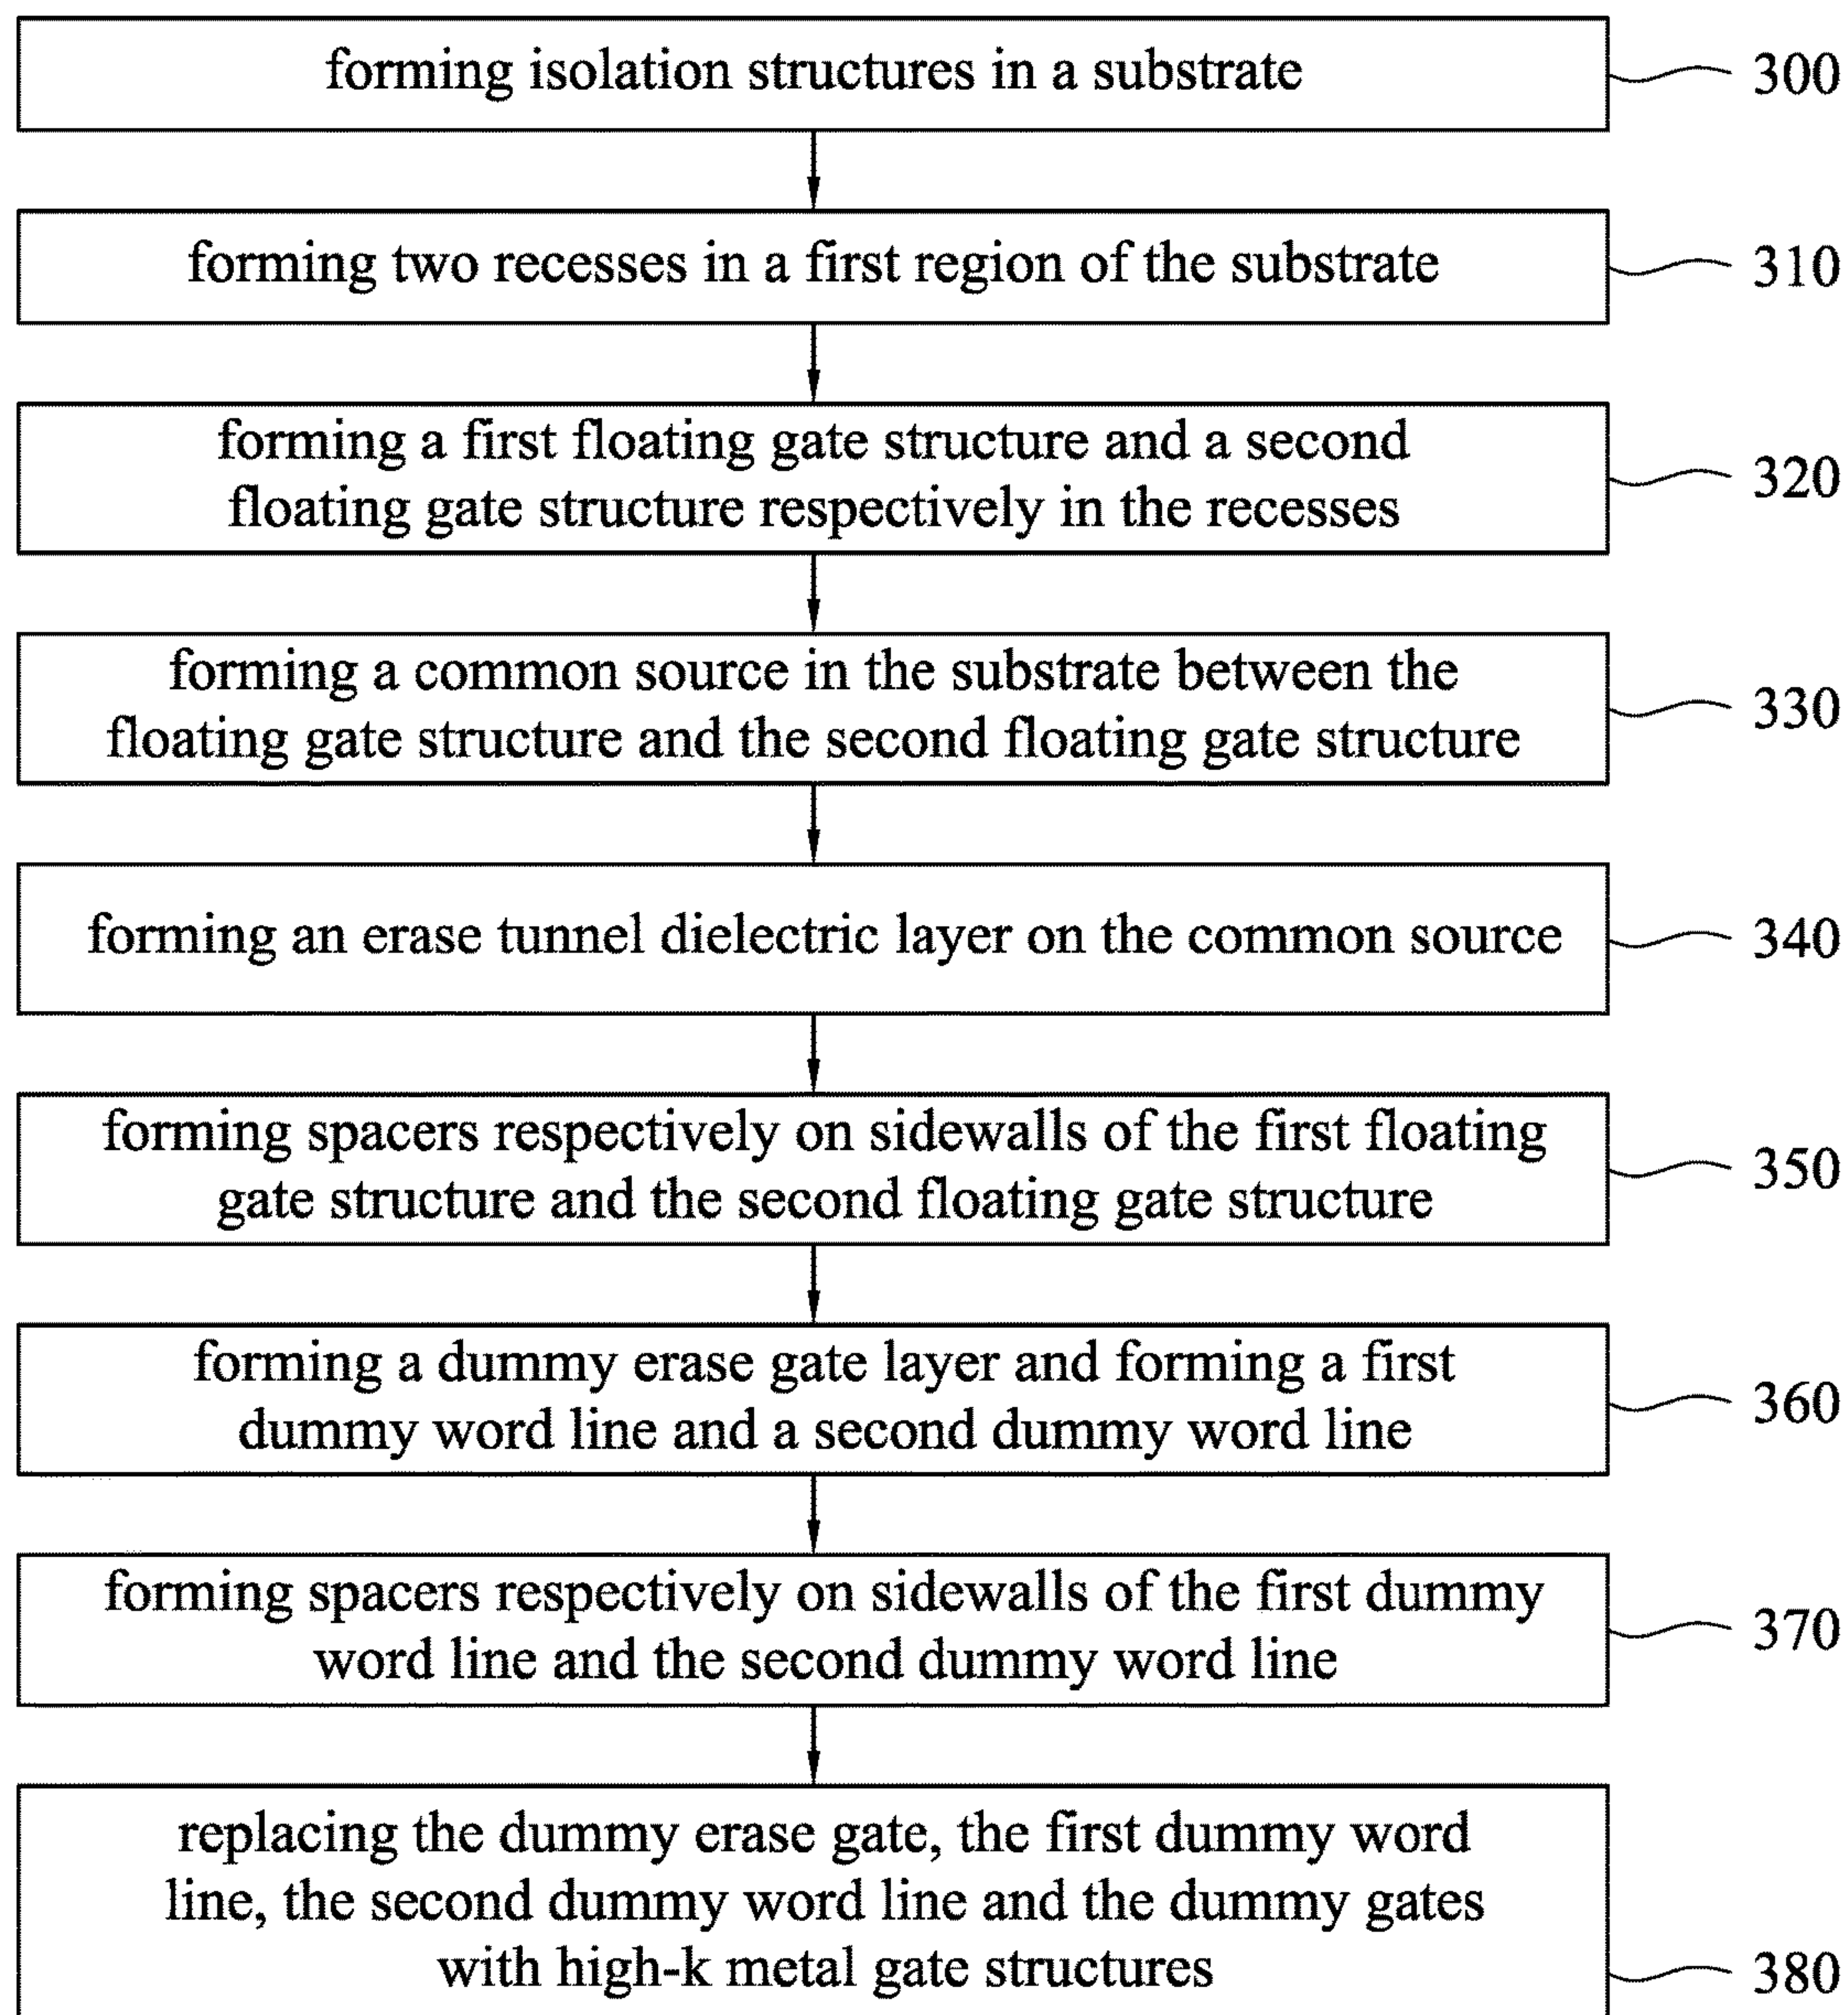 forming isolation structures in a substrate
300
forming two recesses in a first region of the substrate
310
forming a first floating gate structure and a second
floating gate structure respectively in the recesses
320
forming a common source in the substrate between the
floating gate structure and the second floating gate structure
330
forming an erase tunnel dielectric layer on the common source
340
forming spacers respectively on sidewalls of the first floating
gate structure and the second floating gate structure
350
forming a dummy erase gate layer and forming a first
dummy word line and a second dummy word line
360
forming spacers respectively on sidewalls of the first dummy
word line and the second dummy word line
370
replacing the dummy erase gate, the first dummy word
line, the second dummy word line and the dummy gates
with high-k metal gate structures
380